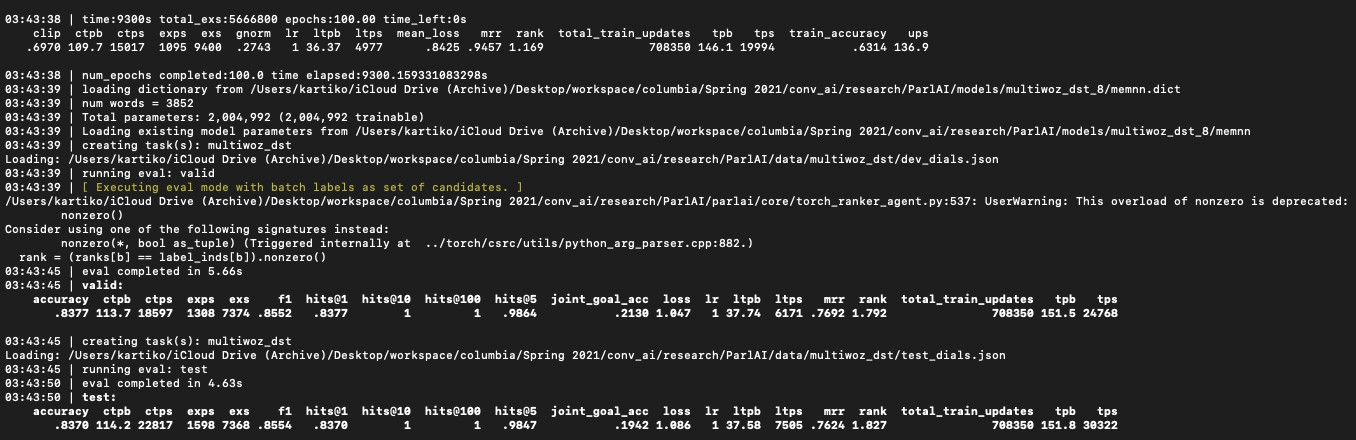 03:43:38 | time:9300s total_exs:5666800 epochs:100.00 time_left:0s
clip ctpb ctps exps exs gnorm lr ltpb ltps mean_loss mrr rank total_train_updates tpb tps train_accuracy ups
.6970 109.7 15017 1095 9400 .2743 1 36.37 4977 .8425 .9457 1.169 708350 146.1 19994 .6314 136.9
03:43:38 | num_epochs completed:100.0 time elapsed:9300.159331083298s
03:43:39 | loading dictionary from /Users/kartiko/iCloud Drive (Archive)/Desktop/workspace/columbia/Spring 2021/conv_ai/research/ParlAI/models/multiwoz_dst_8/memnn.dict
03:43:39 | num words = 3852
03:43:39 | Total parameters: 2,004,992 (2,004,992 trainable)
03:43:39 | Loading existing model parameters from /Users/kartiko/iCloud Drive (Archive)/Desktop/workspace/columbia/Spring 2021/conv_ai/research/ParlAI/models/multiwoz_dst_8/memnn
03:43:39 | creating task(s): multiwoz_dst
Loading: /Users/kartiko/iCloud Drive (Archive)/Desktop/workspace/columbia/Spring 2021/conv_ai/research/ParlAI/data/multiwoz_dst/dev_dials.json
03:43:39 | running eval: valid
03:43:39 | [ Executing eval mode with batch labels as set of candidates. ]
/Users/kartiko/iCloud Drive (Archive)/Desktop/workspace/columbia/Spring 2021/conv_ai/research/ParlAI/parlai/core/torch_ranker_agent.py:537: UserWarning: This overload of nonzero is deprecated:
nonzero()
Consider using one of the following signatures instead:
nonzero(*, bool as_tuple) (Triggered internally at ../torch/csrc/utils/python_arg_parser.cpp:882.)
rank = (ranks[b] == label_inds[b]).nonzero()
03:43:45 | eval completed in 5.66s
03:43:45 | valid:
accuracy ctpb ctps exps exs f1 hits@1 hits@10 hits@100 hits@5 joint_goal_acc loss lr ltpb ltps mrr rank total_train_updates tpb tps
.8377 113.7 18597 1308 7374 .8552 .8377 1 1 .9864 .2130 1.047 1 37.74 6171 .7692 1.792 708350 151.5 24768
03:43:45 | creating task(s): multiwoz_dst
Loading: /Users/kartiko/iCloud Drive (Archive)/Desktop/workspace/columbia/Spring 2021/conv_ai/research/ParlAI/data/multiwoz_dst/test_dials.json
03:43:45 | running eval: test
03:43:50 | eval completed in 4.63s
03:43:50 | test:
accuracy ctpb ctps exps exs f1 hits@1 hits@10 hits@100 hits@5 joint_goal_acc loss lr ltpb ltps mrr rank total_train_updates tpb tps
.8370 114.2 22817 1598 7368 .8554 .8370 1 1 .9847 .1942 1.086 1 37.58 7505 .7624 1.827 708350 151.8 30322